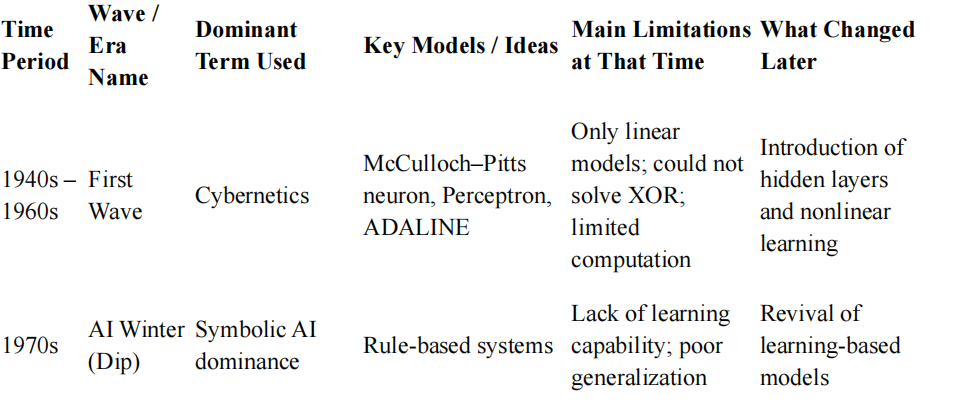 Time Period | Wave / Era Name | Dominant Term Used | Key Models / Ideas | Main Limitations at That Time | What Changed Later
1940s – 1960s | First Wave | Cybernetics | McCulloch–Pitts neuron, Perceptron, ADALINE | Only linear models; could not solve XOR; limited computation | Introduction of hidden layers and nonlinear learning
1970s | AI Winter (Dip) | Symbolic AI dominance | Rule-based systems | Lack of learning capability; poor generalization | Revival of learning-based models